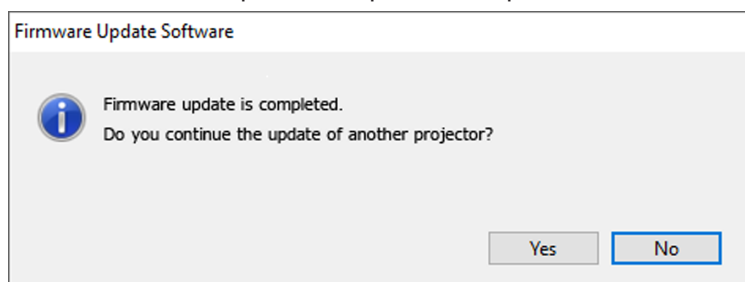 Firmware Update Software
Firmware update is completed.
Do you continue the update of another projector?
Yes
No